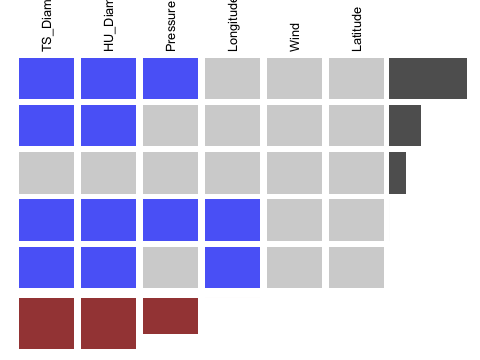 TS_Diam
HU_Diam
Pressure
Longitude
Wind
Latitude